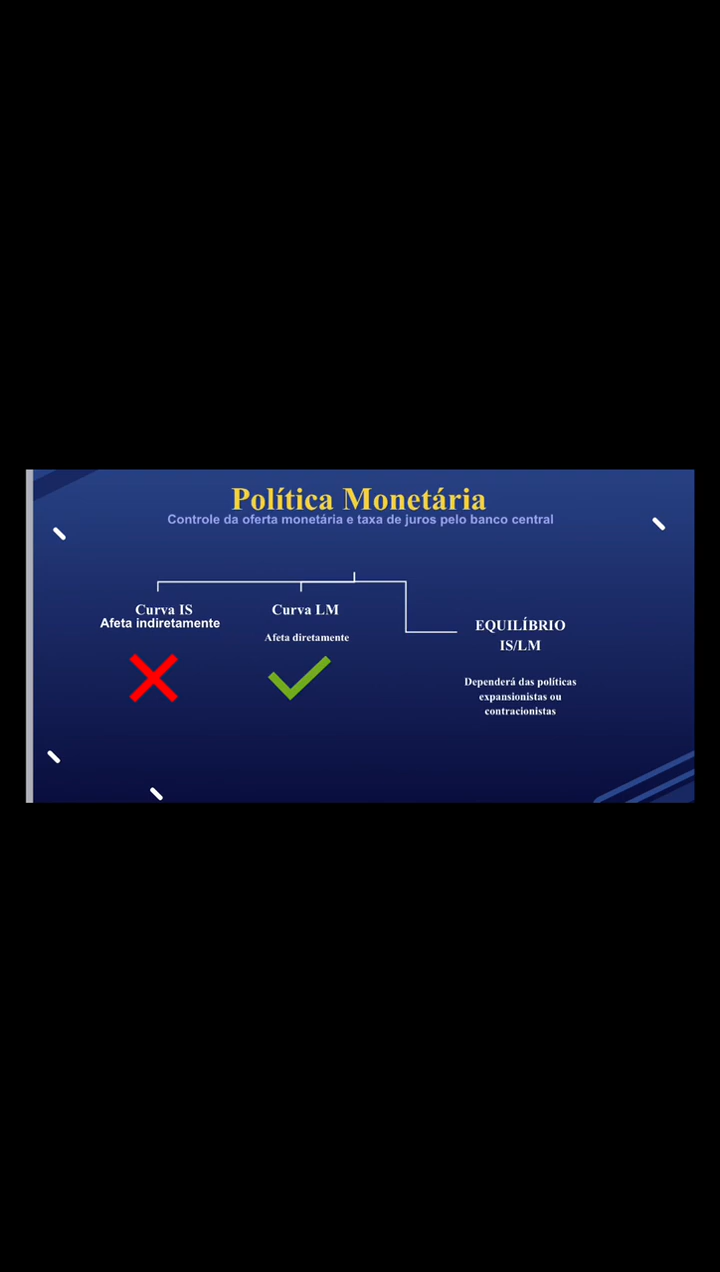 Política Monetária
Controle da oferta monetária e taxa de juros pelo banco central
Curva IS
Afeta indiretamente
Curva LM
Afeta diretamente
EQUILÍBRIO
IS/LM
Dependerá das políticas
expansionistas ou
contracionistas